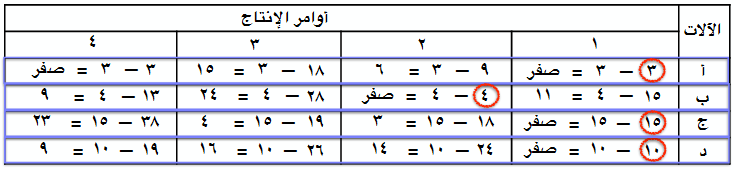 أوامر الإنتاج
الآلات ١ ٢ ٣ ٤
أ ٣ – ٣ = صفر ٩ – ٣ = ٦ ١٨ – ٣ = ١٥ ٣ – ٣ = صفر
ب ١٥ – ٤ = ١١ ٤ – ٤ = صفر ٢٨ – ٤ = ٢٤ ١٣ – ٤ = ٩
ج ١٥ – ١٥ = صفر ١٨ – ١٥ = ٣ ١٩ – ١٥ = ٤ ٣٨ – ١٥ = ٢٣
د ١٠ – ١٠ = صفر ٢٤ – ١٠ = ١٤ ٢٦ – ١٠ = ١٦ ١٩ – ١٠ = ٩